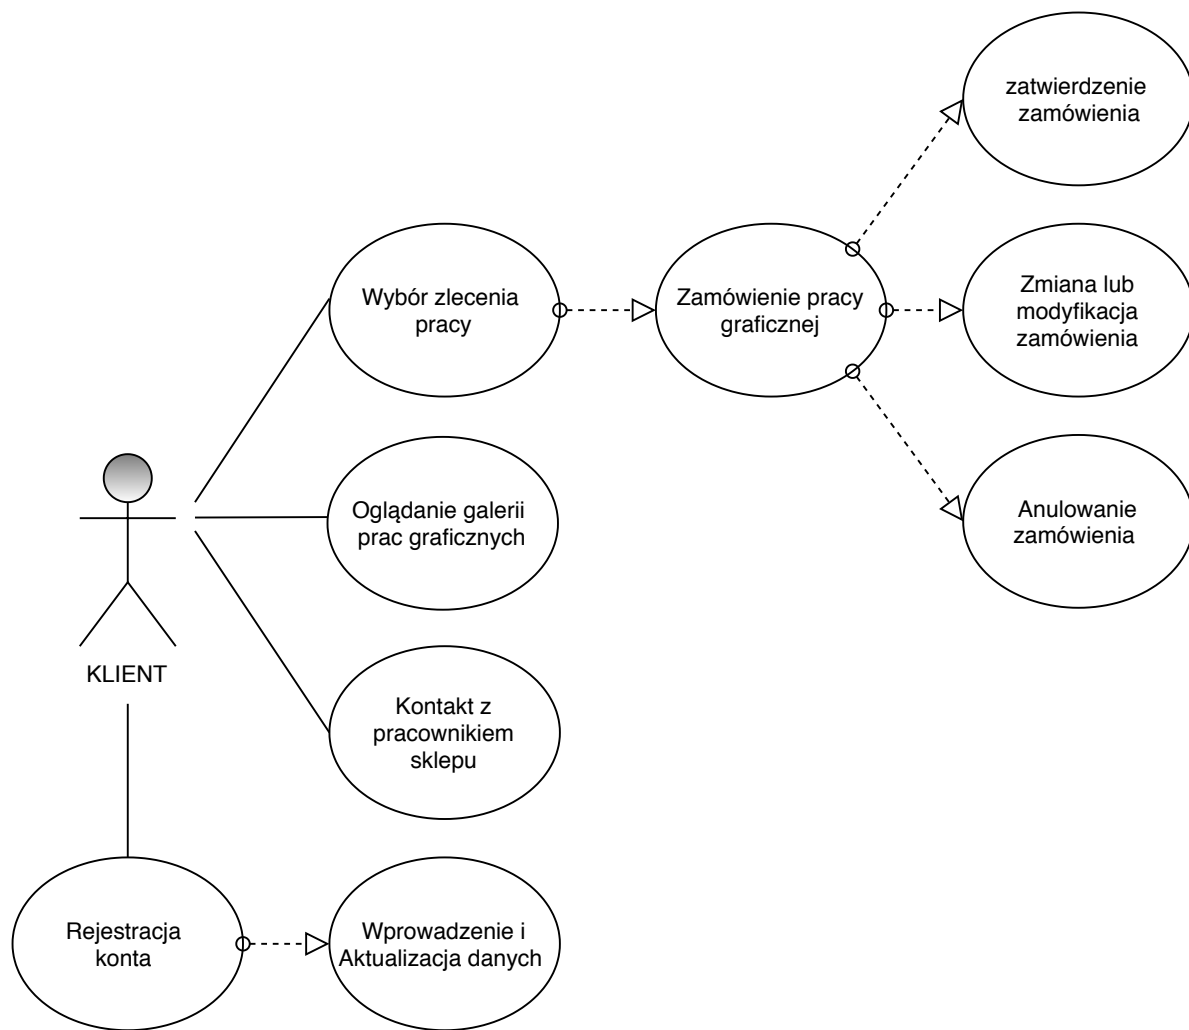 zatwierdzenie
zamówienia
Wybór zlecenia
pracy
Zamówienie pracy
graficznej
Zmiana lub
modyfikacja
zamówienia
Oglądanie galerii
prac graficznych
Anulowanie
zamówienia
KLIENT
Kontakt z
pracownikiem
sklepu
Rejestracja
konta
Wprowadzenie i
Aktualizacja danych